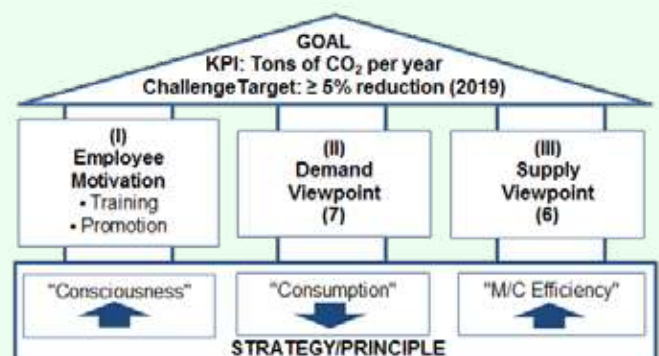 GOAL
KPI: Tons of CO₂ per year
ChallengeTarget: ≥ 5% reduction (2019)
(I)
Employee
Motivation
• Training
• Promotion
(II)
Demand
Viewpoint
(7)
(III)
Supply
Viewpoint
(6)
"Consciousness"
"Consumption"
"M/C Efficiency"
STRATEGY/PRINCIPLE